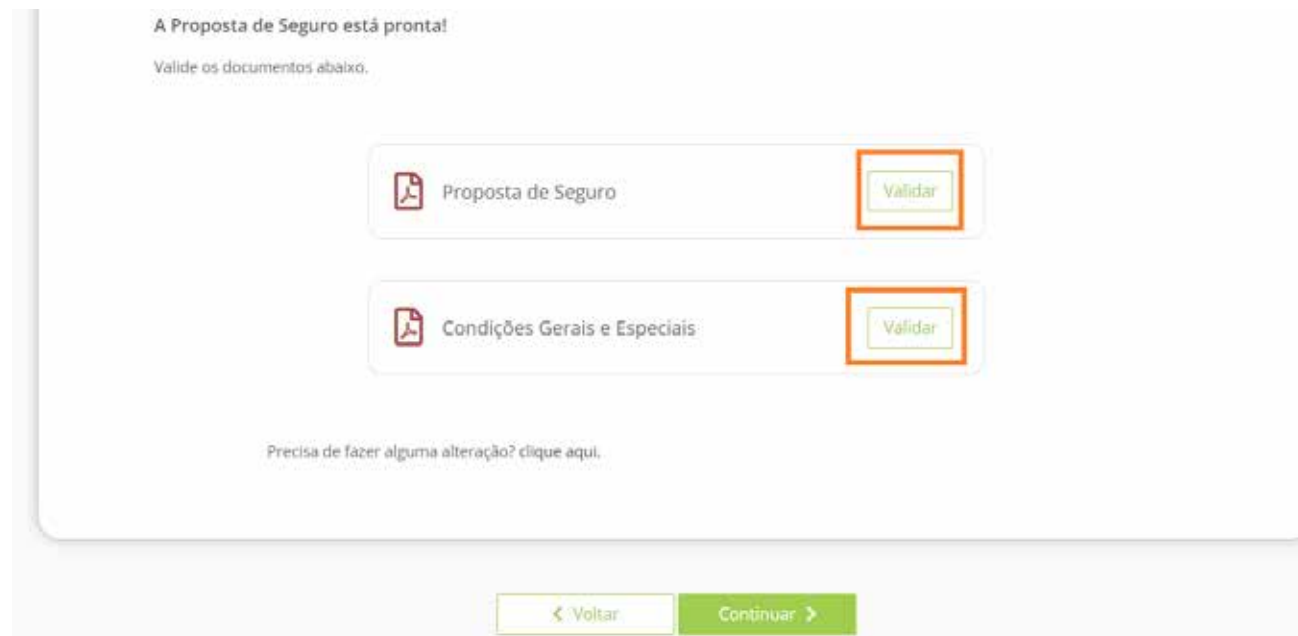 A Proposta de Seguro está pronta!
Valide os documentos abaixo.
Proposta de Seguro
Validar
Condições Gerais e Especiais
Validar
Precisa de fazer alguma alteração? clique aqui.
Voltar
Continuar